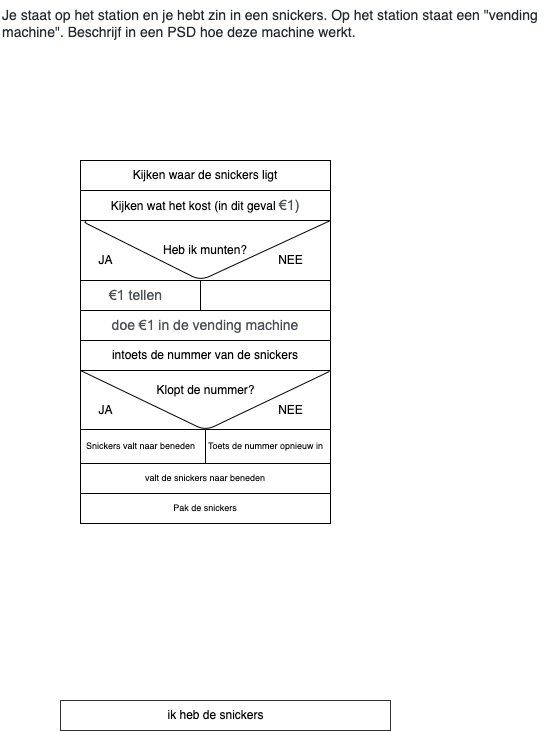 Je staat op het station en je hebt zin in een snickers. Op het station staat een "vending
machine". Beschrijf in een PSD hoe deze machine werkt.
Kijken waar de snickers ligt
Kijken wat het kost (in dit geval €1)
Heb ik munten?
JA
NEE
€1 tellen
doe €1 in de vending machine
intoets de nummer van de snickers
Klopt de nummer?
JA
NEE
Snickers valt naar beneden
Toets de nummer opnieuw in
valt de snickers naar beneden
Pak de snickers
ik heb de snickers